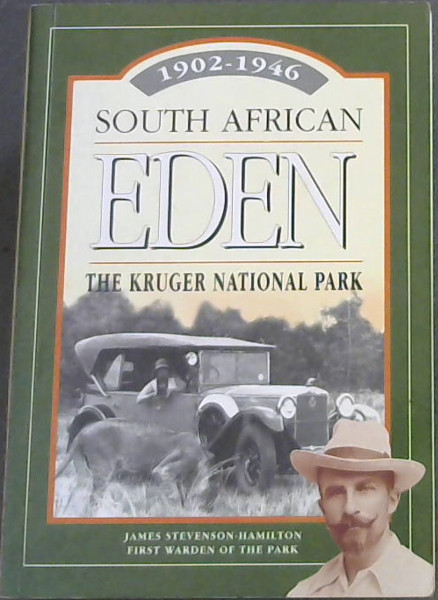 1902-1946
SOUTH AFRICAN
EDEN
THE KRUGER NATIONAL PARK
JAMES STEVENSON-HAMILTON
FIRST WARDEN OF THE PARK